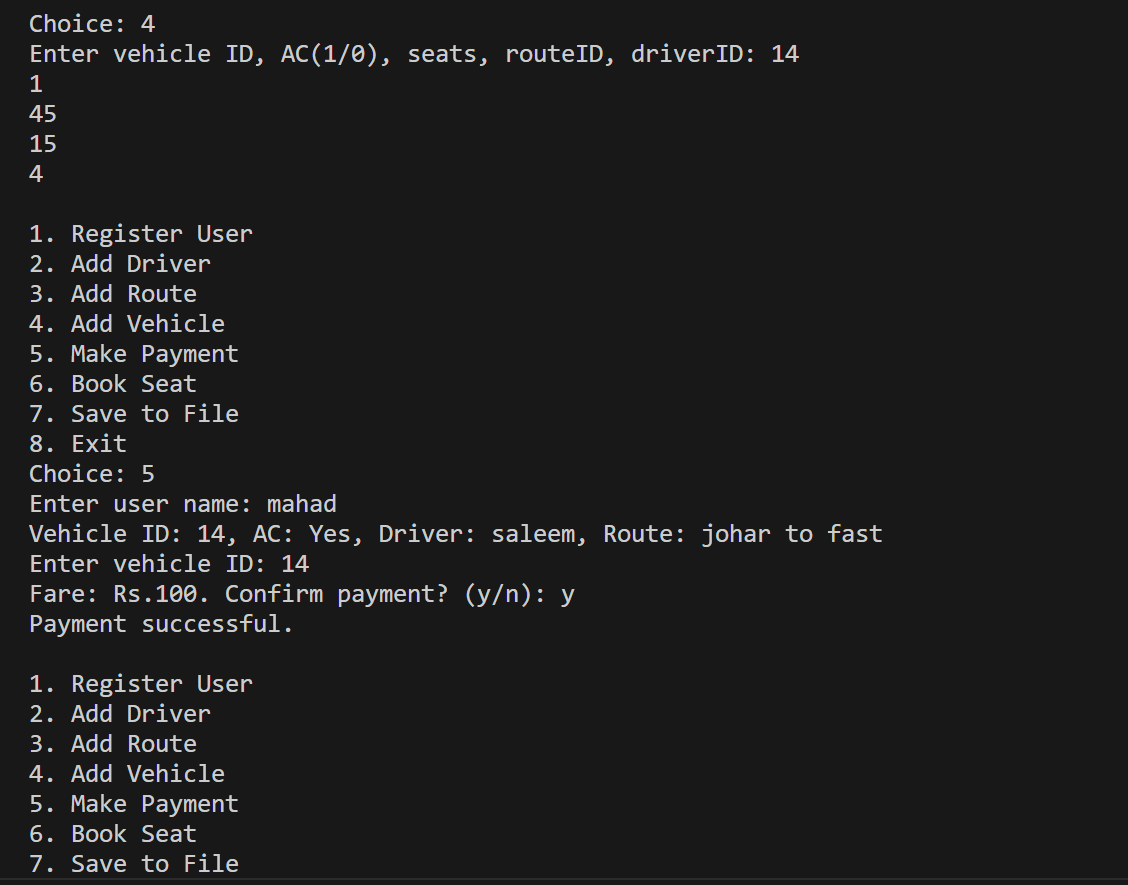 Choice: 4
Enter vehicle ID, AC(1/0), seats, routeID, driverID: 14
1
45
15
4
1. Register User
2. Add Driver
3. Add Route
4. Add Vehicle
5. Make Payment
6. Book Seat
7. Save to File
8. Exit
Choice: 5
Enter user name: mahad
Vehicle ID: 14, AC: Yes, Driver: saleem, Route: johar to fast
Enter vehicle ID: 14
Fare: Rs.100. Confirm payment? (y/n): y
Payment successful.
1. Register User
2. Add Driver
3. Add Route
4. Add Vehicle
5. Make Payment
6. Book Seat
7. Save to File